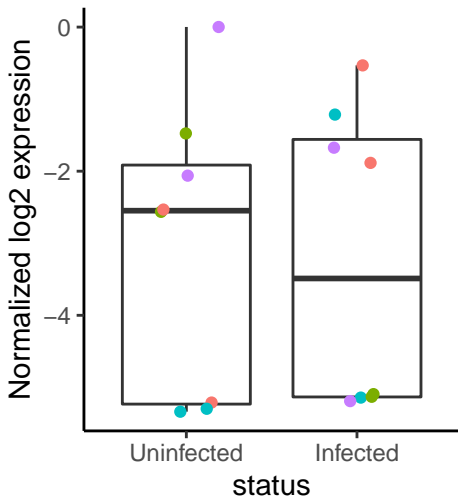 Normalized log2 expression
0
−2
−4
Uninfected
Infected
status